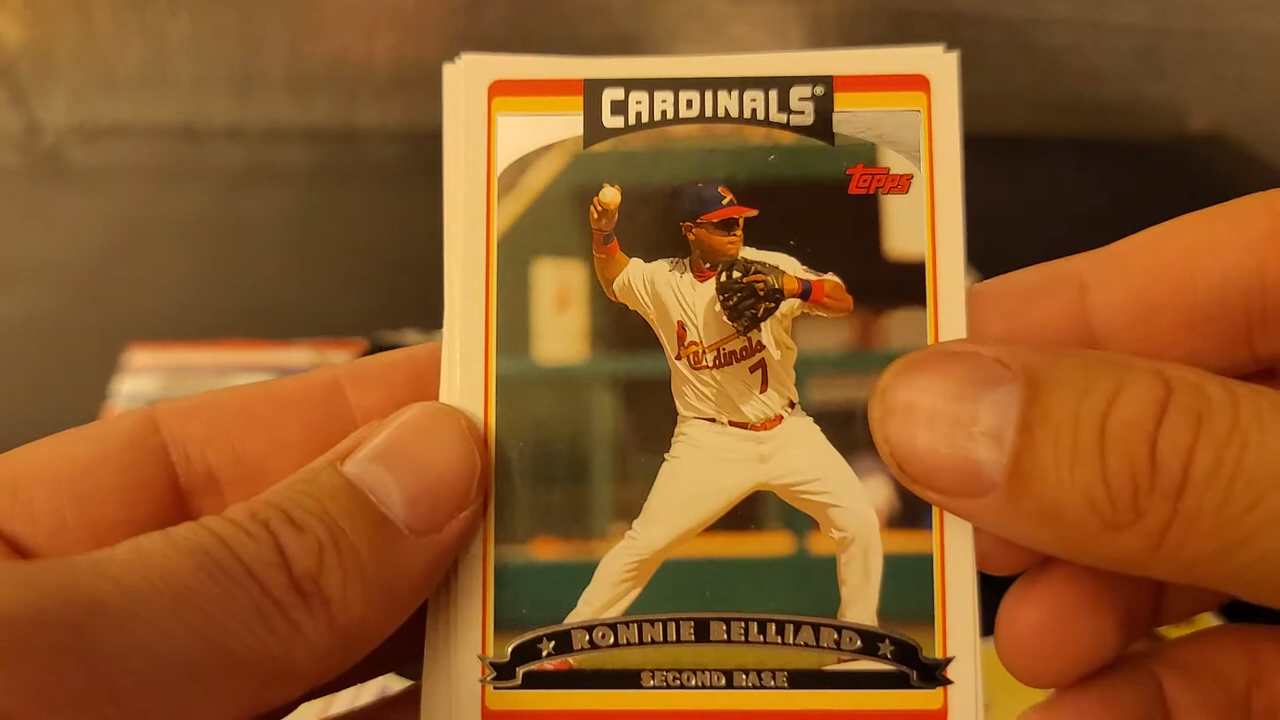 CARDINALS®
topps
Cardinals
7
RONNIE BELLIARD
SECOND BASE